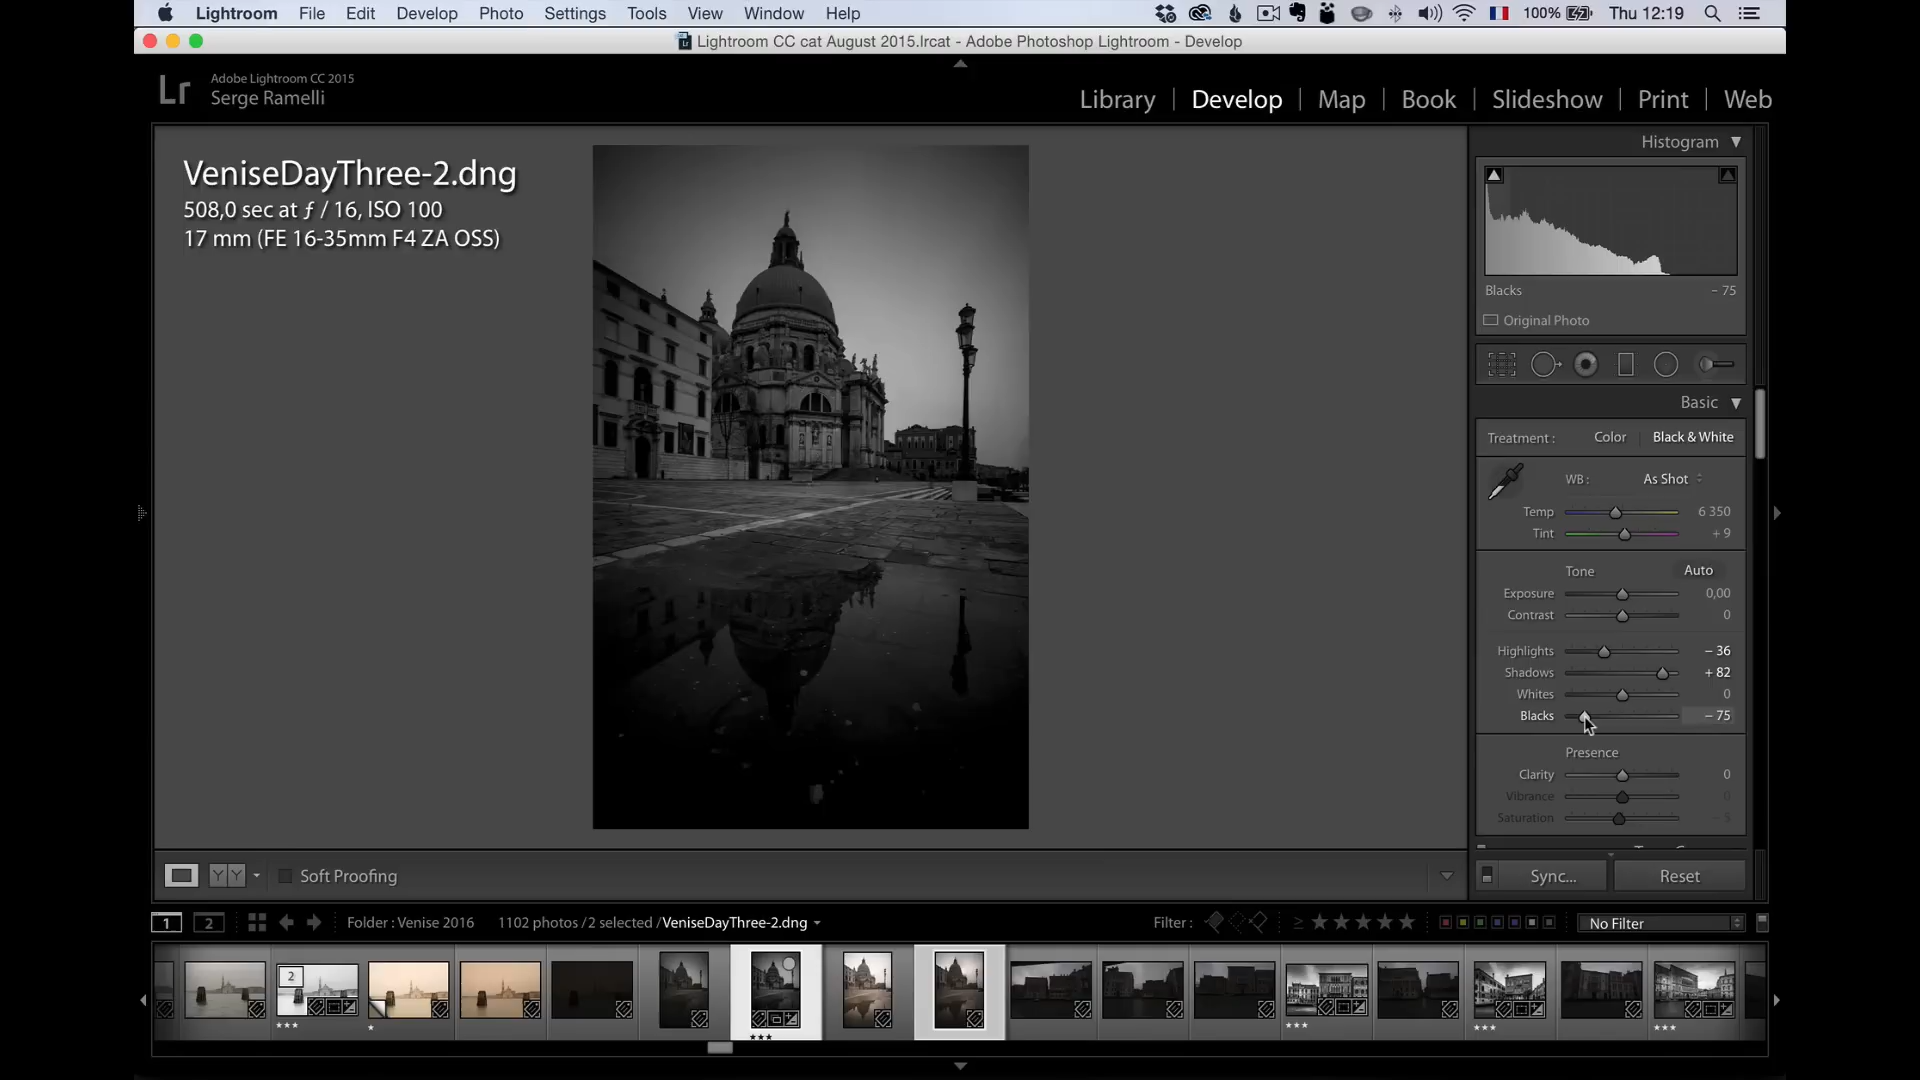 Lightroom File Edit Develop Photo Settings Tools View Window Help 100% Thu 12:19
Lightroom CC cat August 2015.lrcat - Adobe Photoshop Lightroom - Develop
Lr
Adobe Lightroom CC 2015
Serge Ramelli
Library | Develop | Map | Book | Slideshow | Print | Web
VeniseDayThree-2.dng
508,0 sec at ƒ / 16, ISO 100
17 mm (FE 16-35mm F4 ZA OSS)
Histogram
Blacks – 75
Original Photo
Basic
Treatment : Color Black & White
WB : As Shot
Temp 6 350
Tint + 9
Tone Auto
Exposure 0,00
Contrast 0
Highlights – 36
Shadows + 82
Whites 0
Blacks – 75
Presence
Clarity 0
Vibrance 0
Saturation – 5
Y Y Soft Proofing
Sync... Reset
1 2 Folder : Venise 2016 1102 photos /2 selected /VeniseDayThree-2.dng Filter : ≥ ★★★★★ No Filter
2